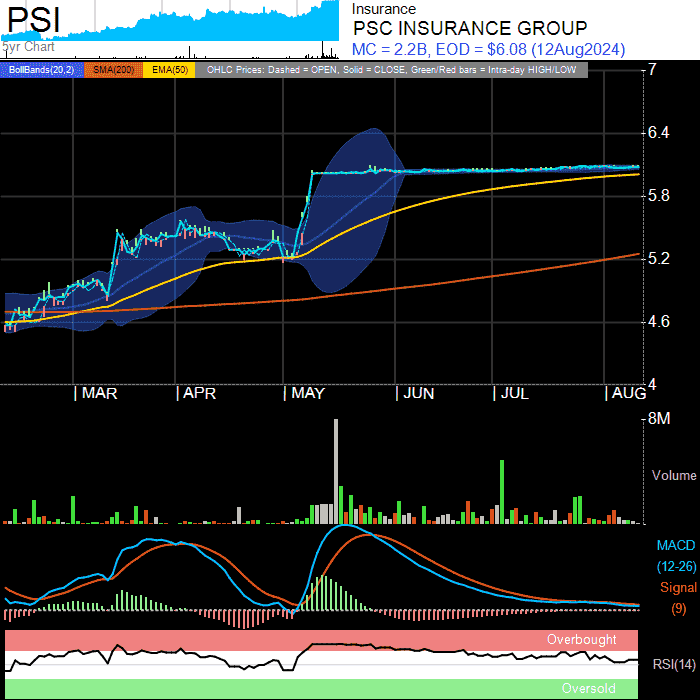 PSI
5yr Chart
Insurance
PSC INSURANCE GROUP
MC = 2.2B, EOD = $6.08 (12Aug2024)
BollBands(20,2) SMA(200) EMA(50) OHLC Prices: Dashed = OPEN, Solid = CLOSE, Green/Red bars = Intra-day HIGH/LOW
7
6.4
5.8
5.2
4.6
4
MAR APR MAY JUN JUL AUG
8M
Volume
MACD
(12-26)
Signal
(9)
Overbought
RSI(14)
Oversold